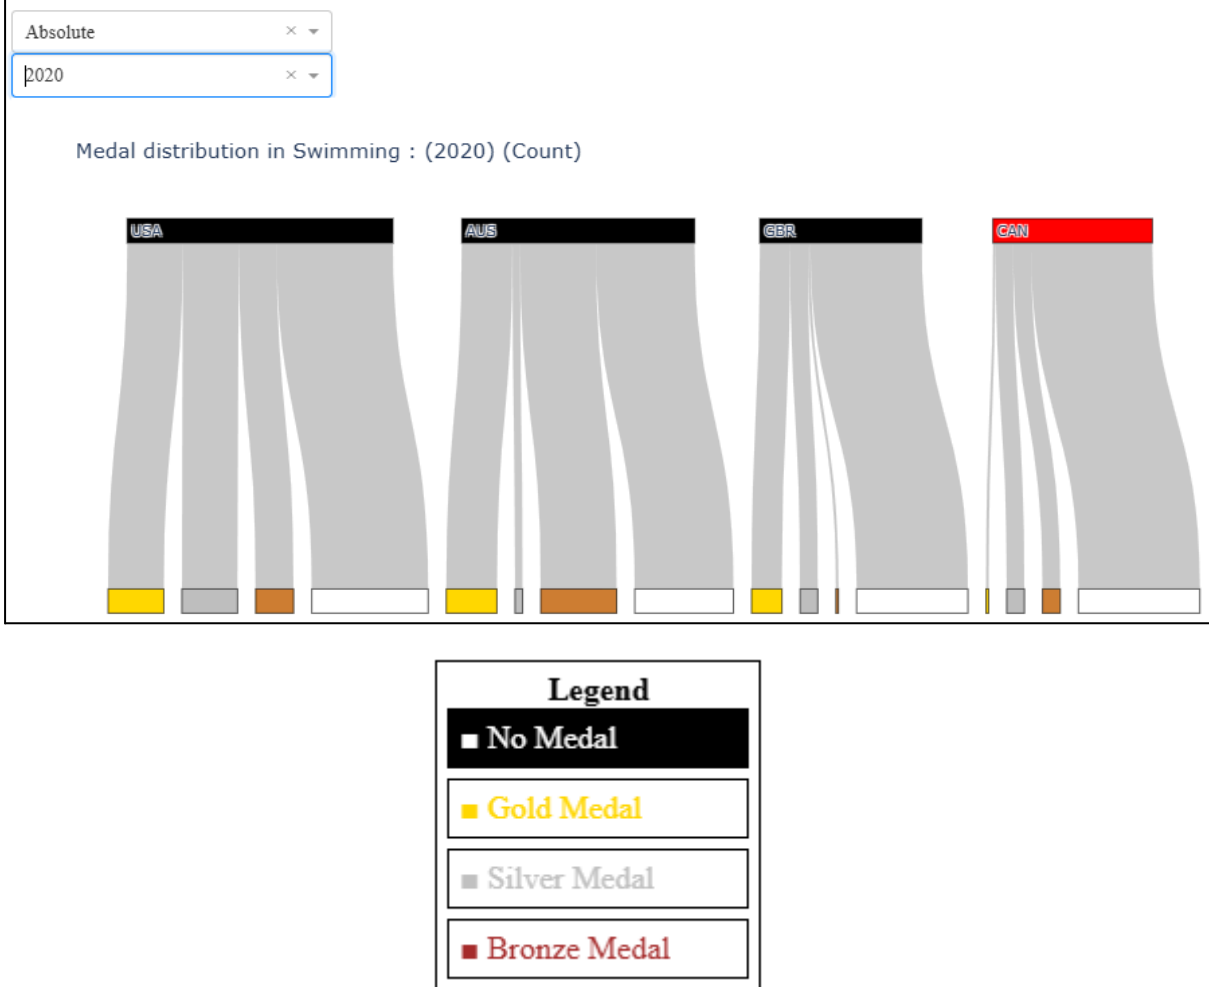 Absolute
2020
Medal distribution in Swimming : (2020) (Count)
USA AUS GBR CAN
Legend
No Medal
Gold Medal
Silver Medal
Bronze Medal